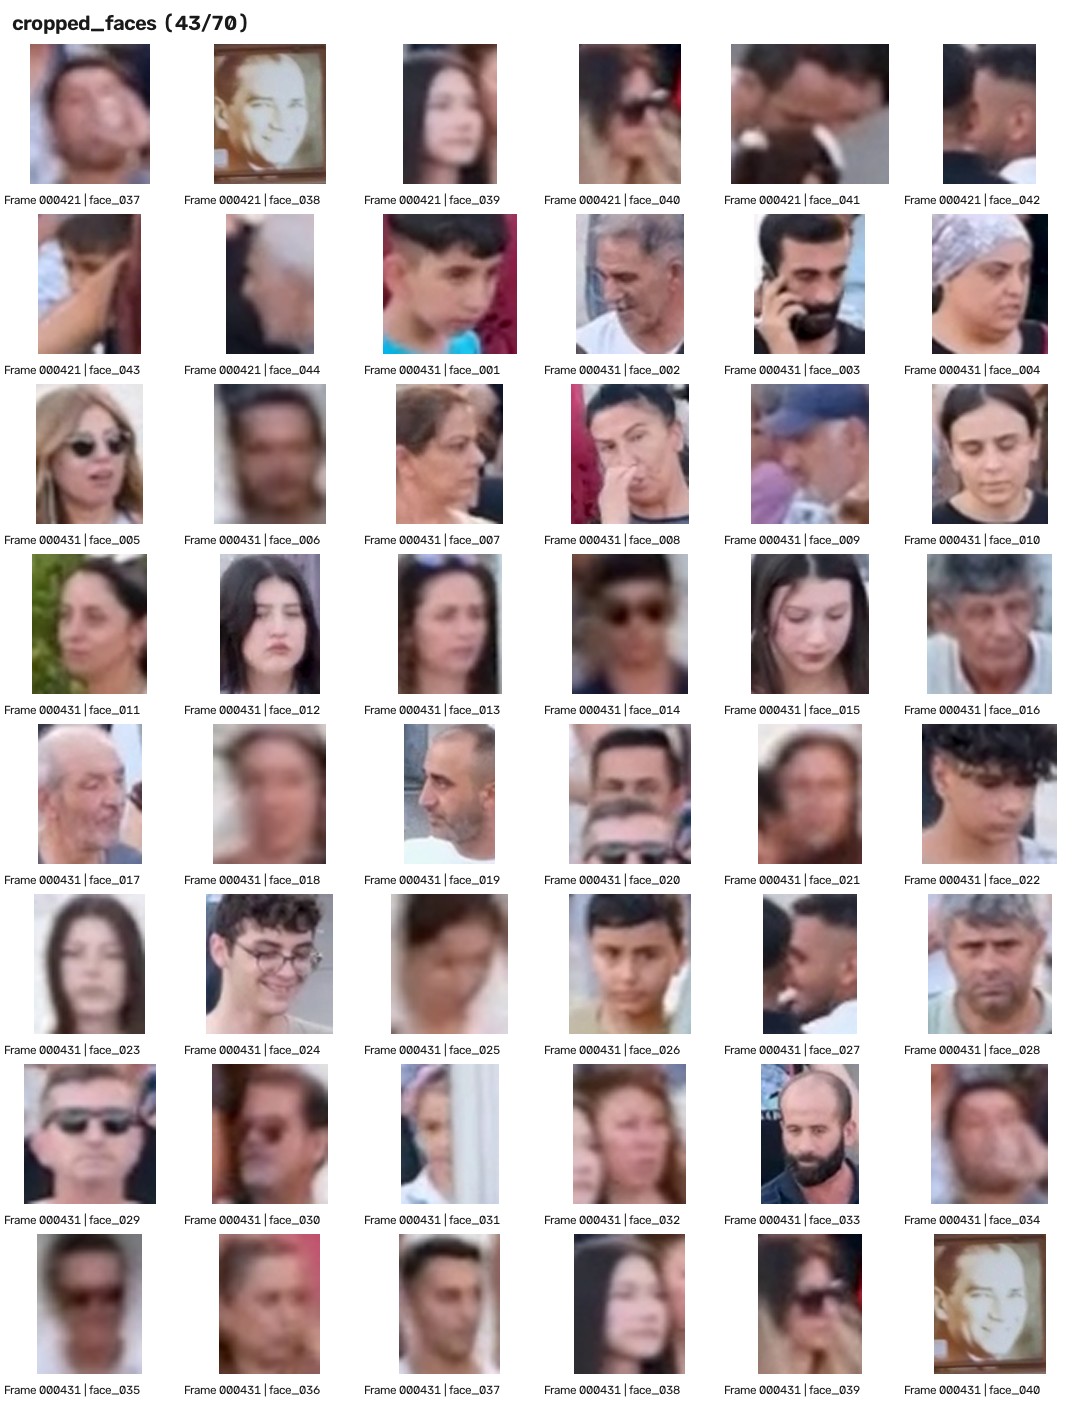 cropped_faces (43/70)
Frame 000421 | face_037
Frame 000421 | face_038
Frame 000421 | face_039
Frame 000421 | face_040
Frame 000421 | face_041
Frame 000421 | face_042
Frame 000421 | face_043
Frame 000421 | face_044
Frame 000431 | face_001
Frame 000431 | face_002
Frame 000431 | face_003
Frame 000431 | face_004
Frame 000431 | face_005
Frame 000431 | face_006
Frame 000431 | face_007
Frame 000431 | face_008
Frame 000431 | face_009
Frame 000431 | face_010
Frame 000431 | face_011
Frame 000431 | face_012
Frame 000431 | face_013
Frame 000431 | face_014
Frame 000431 | face_015
Frame 000431 | face_016
Frame 000431 | face_017
Frame 000431 | face_018
Frame 000431 | face_019
Frame 000431 | face_020
Frame 000431 | face_021
Frame 000431 | face_022
Frame 000431 | face_023
Frame 000431 | face_024
Frame 000431 | face_025
Frame 000431 | face_026
Frame 000431 | face_027
Frame 000431 | face_028
Frame 000431 | face_029
Frame 000431 | face_030
Frame 000431 | face_031
Frame 000431 | face_032
Frame 000431 | face_033
Frame 000431 | face_034
Frame 000431 | face_035
Frame 000431 | face_036
Frame 000431 | face_037
Frame 000431 | face_038
Frame 000431 | face_039
Frame 000431 | face_040